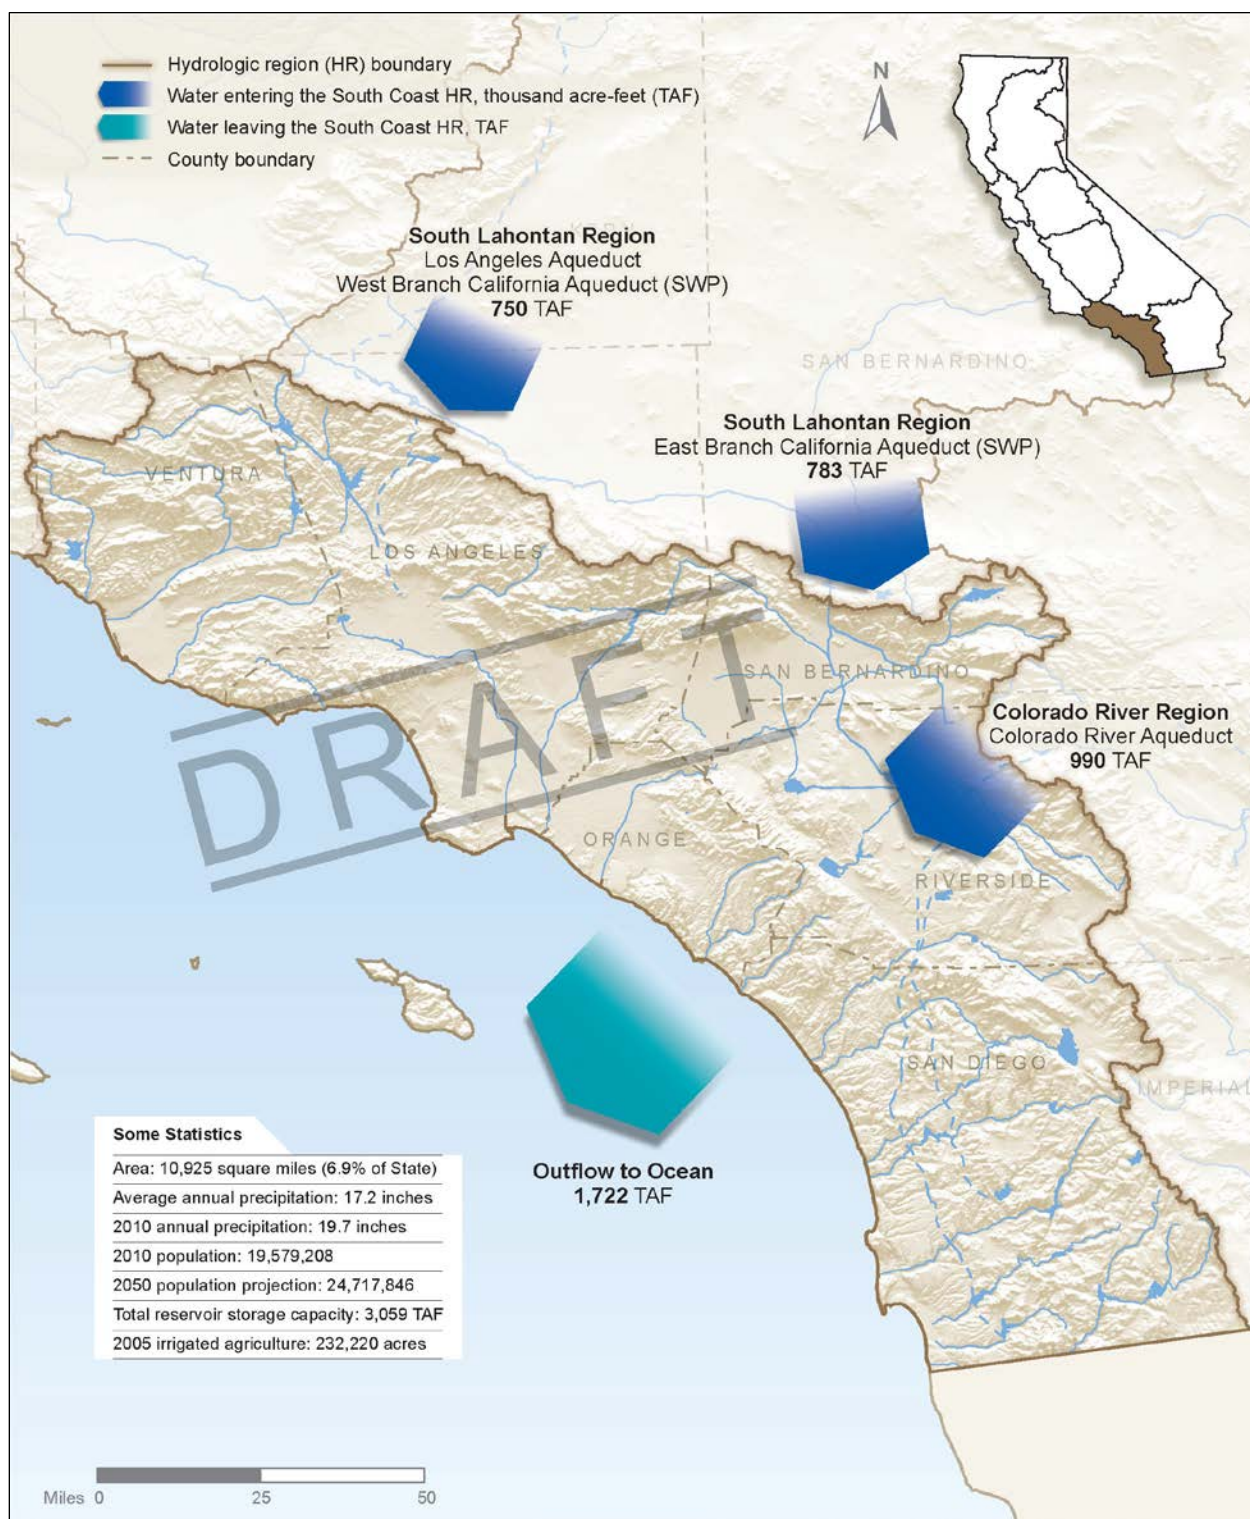 Hydrologic region (HR) boundary
Water entering the South Coast HR, thousand acre-feet (TAF)
Water leaving the South Coast HR, TAF
County boundary
N
KERN
South Lahontan Region
Los Angeles Aqueduct
West Branch California Aqueduct (SWP)
750 TAF
SAN BERNARDINO
South Lahontan Region
East Branch California Aqueduct (SWP)
783 TAF
VENTURA
LOS ANGELES
SAN BERNARDINO
DRAFT
Colorado River Region
Colorado River Aqueduct
990 TAF
ORANGE
RIVERSIDE
SAN DIEGO
IMPERIAL
Outflow to Ocean
1,722 TAF
Some Statistics
Area: 10,925 square miles (6.9% of State)
Average annual precipitation: 17.2 inches
2010 annual precipitation: 19.7 inches
2010 population: 19,579,208
2050 population projection: 24,717,846
Total reservoir storage capacity: 3,059 TAF
2005 irrigated agriculture: 232,220 acres
Miles 0 25 50